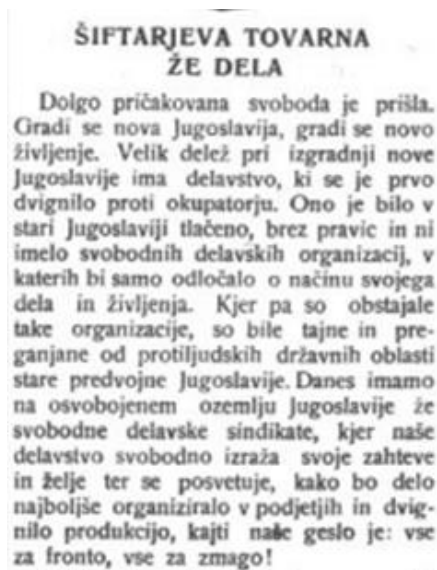 ŠIFTARJEVA TOVARNA
ŽE DELA
Dolgo pričakovana svoboda je prišla.
Gradi se nova Jugoslavija, gradi se novo
življenje. Velik delež pri izgradnji nove
Jugoslavije ima delavstvo, ki se je prvo
dvignilo proti okupatorju. Ono je bilo v
stari Jugoslaviji tlačeno, brez pravic in ni
imelo svobodnih delavskih organizacij, v
katerih bi samo odločalo o načinu svojega
dela in življenja. Kjer pa so obstajale
take organizacije, so bile tajne in pre-
ganjane od protiljudskih državnih oblasti
stare predvojne Jugoslavije. Danes imamo
na osvobojenem ozemlju Jugoslavije že
svobodne delavske sindikate, kjer naše
delavstvo svobodno izraža svoje zahteve
in želje ter se posvetuje, kako bo delo
najboljše organiziralo v podjetjih in dvig-
nilo produkcijo, kajti naše geslo je: vse
za fronto, vse za zmago!